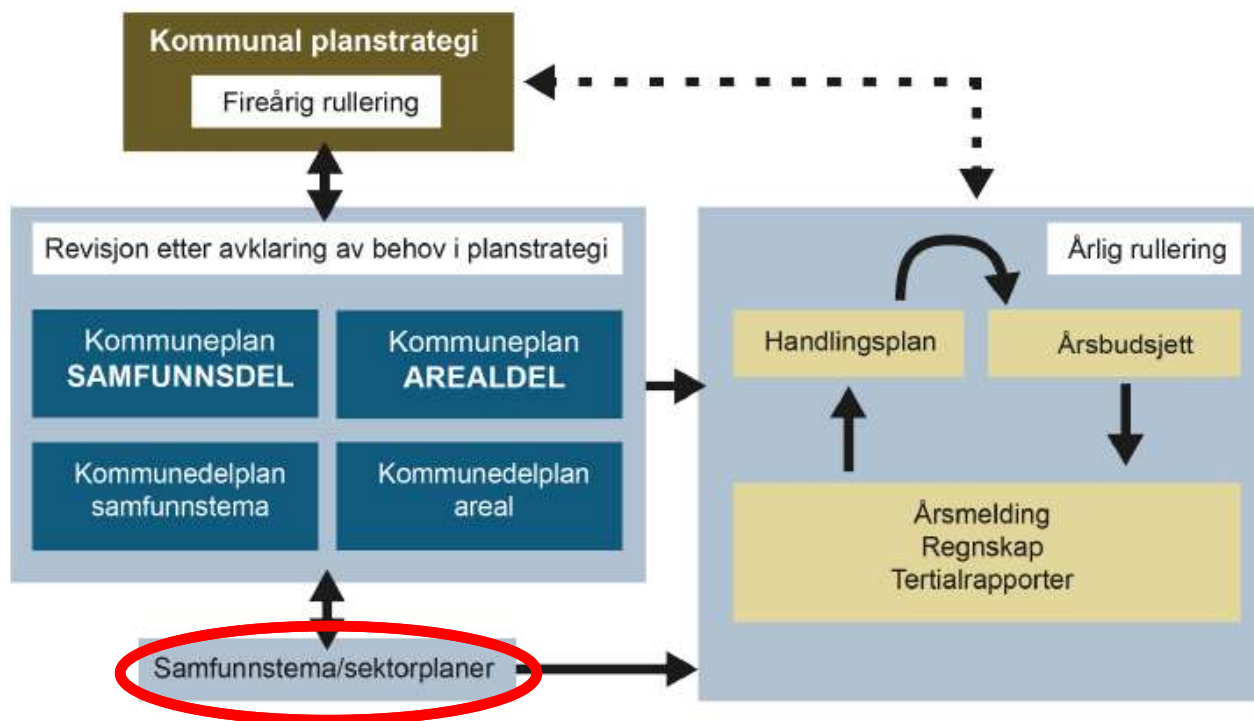 Kommunal planstrategi
Fireårig rullering
Revisjon etter avklaring av behov i planstrategi
Kommuneplan
SAMFUNNSDEL
Kommuneplan
AREALDEL
Kommunedelplan
samfunnstema
Kommunedelplan
areal
Samfunnstema/sektorplaner
Årlig rullering
Handlingsplan
Årsbudsjett
Årsmelding
Regnskap
Tertialrapporter